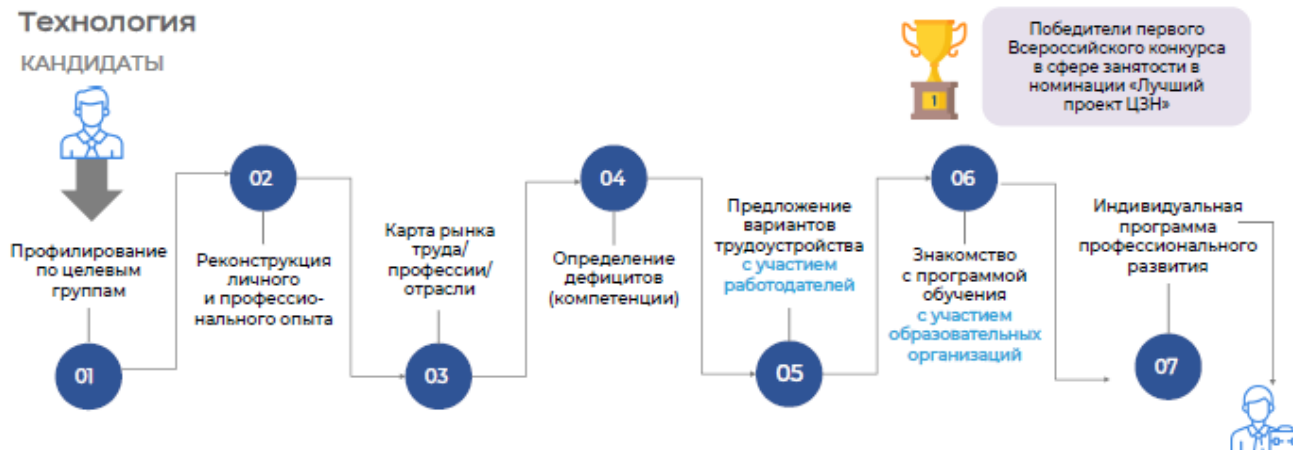 Технология
КАНДИДАТЫ
1
Победители первого
Всероссийского конкурса
в сфере занятости в
номинации «Лучший
проект ЦЗН»
Профилирование
по целевым
группам
01
02
Реконструкция
личного
и профессио-
нального опыта
Карта рынка
труда/
профессии/
отрасли
03
04
Определение
дефицитов
(компетенции)
Предложение
вариантов
трудоустройства
с участием
работодателей
05
06
Знакомство
с программой
обучения
с участием
образовательных
организаций
Индивидуальная
программа
профессионального
развития
07